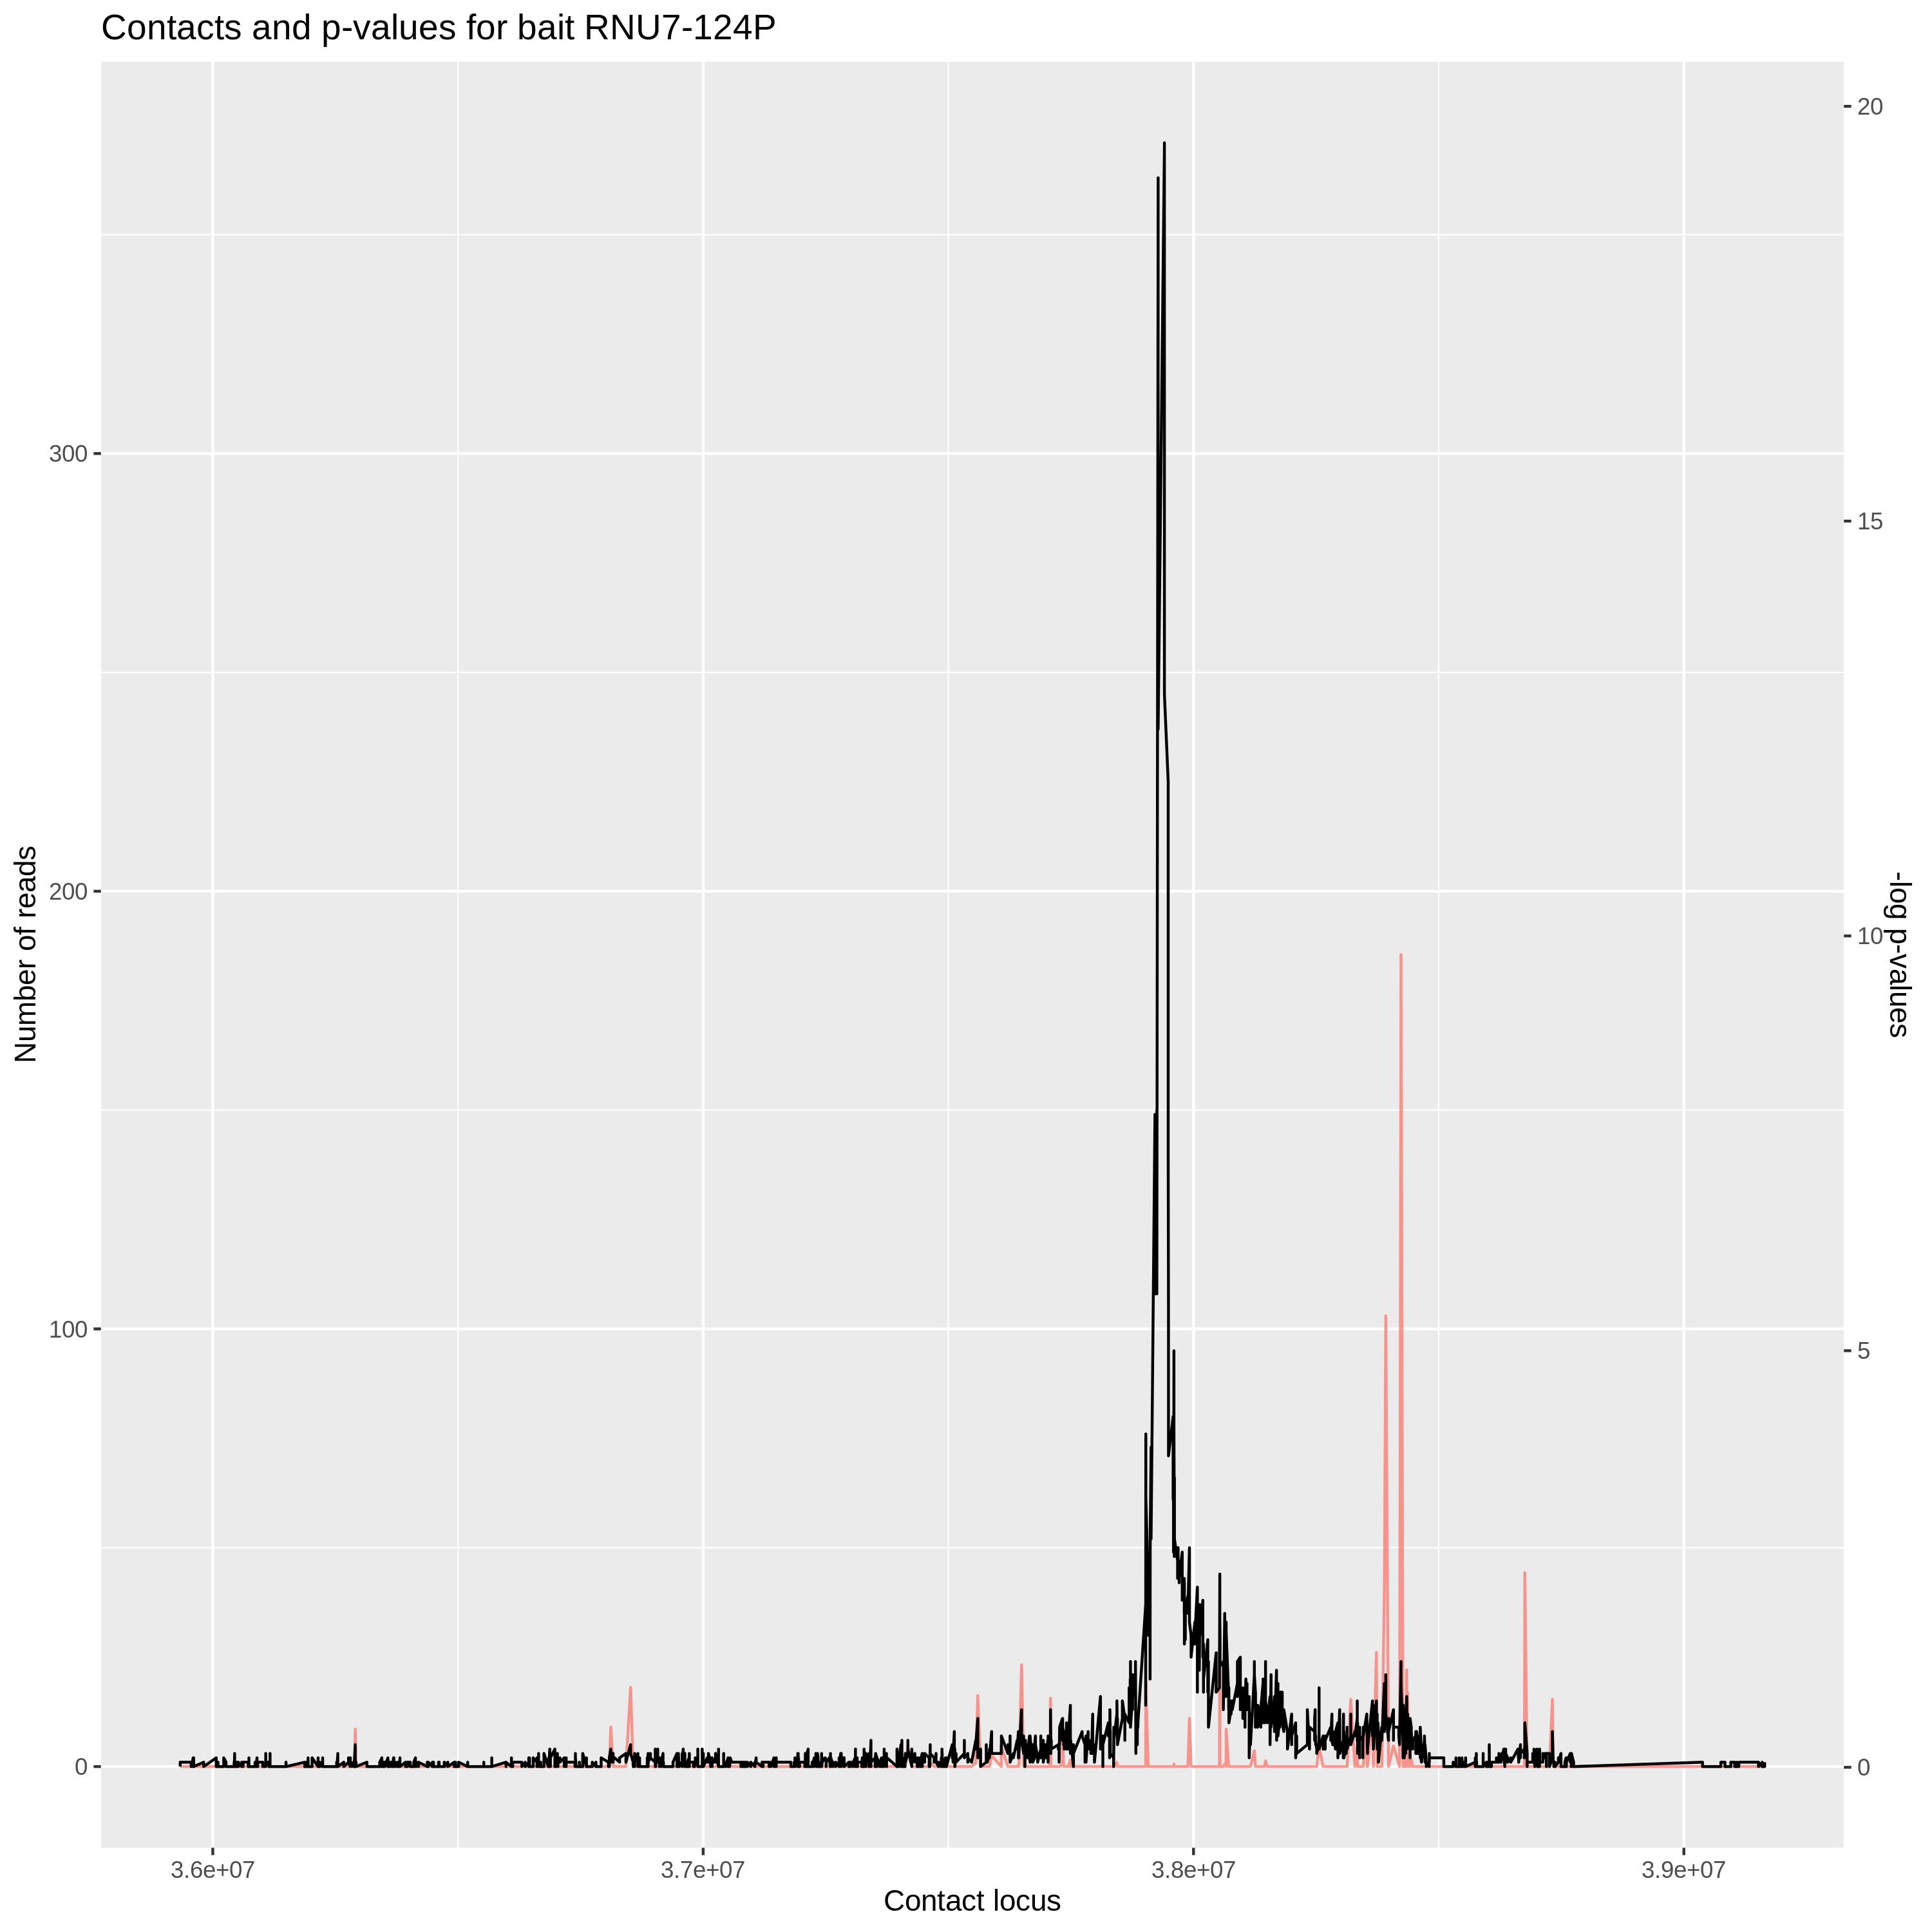 Contacts and p-values for bait RNU7-124P
Number of reads
300
200
100
0
20
15
10
5
0
-log p-values
3.6e+07
3.7e+07
3.8e+07
3.9e+07
Contact locus